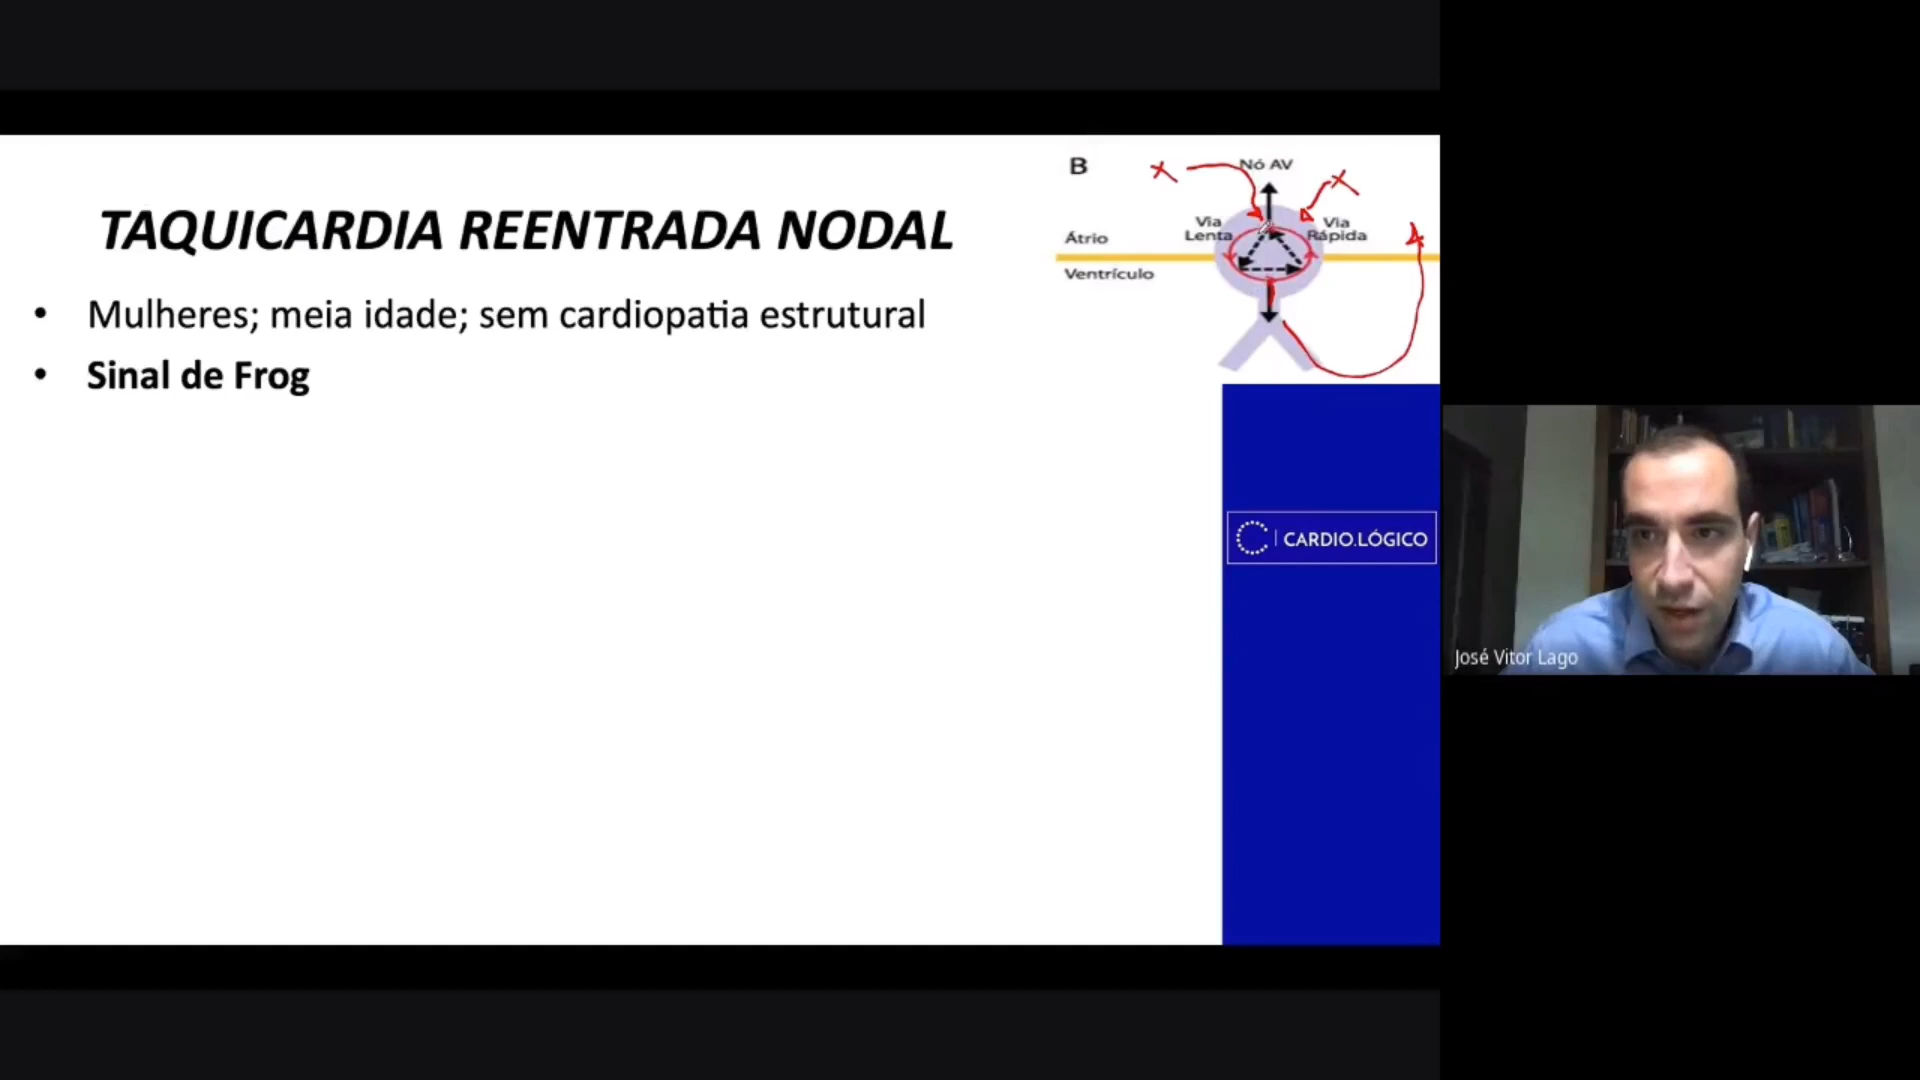 B
Nó AV
Via
Lenta
Via
Rápida
Átrio
Ventrículo
TAQUICARDIA REENTRADA NODAL
• Mulheres; meia idade; sem cardiopatia estrutural
• Sinal de Frog
CARDIO.LÓGICO
José Vitor Lago